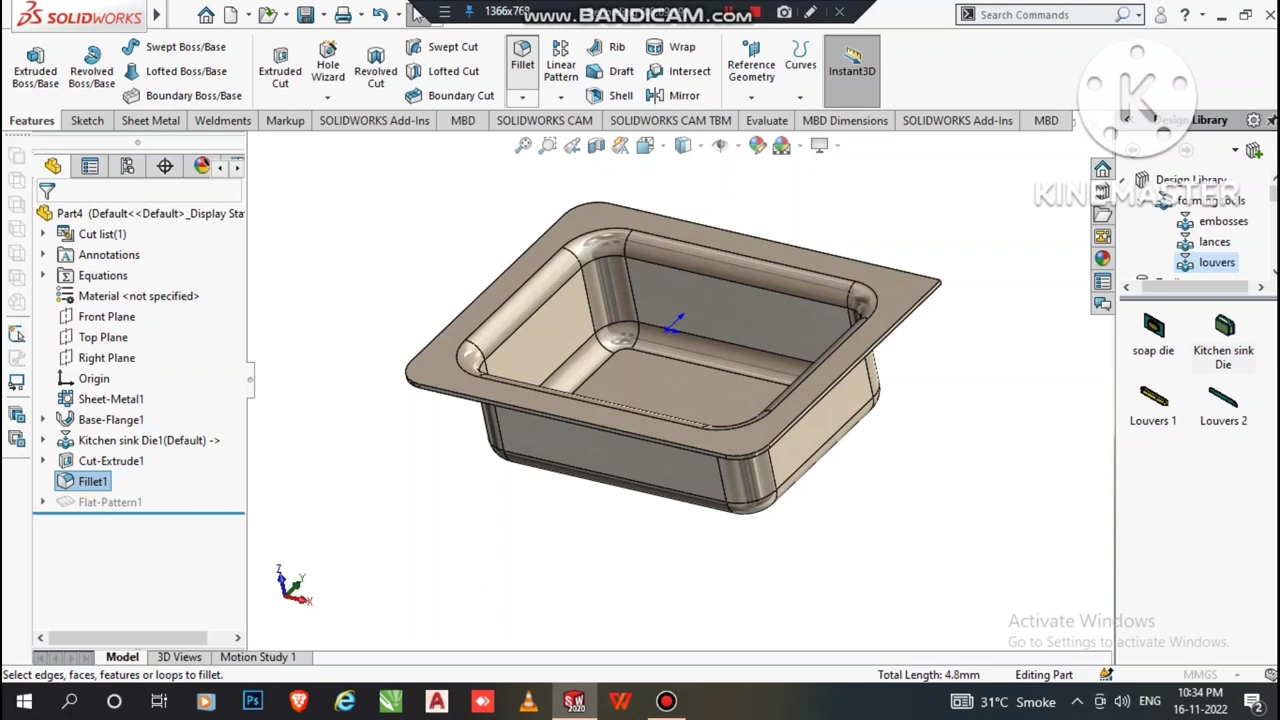 SOLIDWORKS
1366x768
www.BANDICAM.com
Search Commands
Extruded Boss/Base
Revolved Boss/Base
Swept Boss/Base
Lofted Boss/Base
Boundary Boss/Base
Extruded Cut
Hole Wizard
Revolved Cut
Swept Cut
Lofted Cut
Boundary Cut
Fillet
Linear Pattern
Rib
Draft
Shell
Wrap
Intersect
Mirror
Reference Geometry
Curves
Instant3D
Features
Sketch
Sheet Metal
Weldments
Markup
SOLIDWORKS Add-Ins
MBD
SOLIDWORKS CAM
SOLIDWORKS CAM TBM
Evaluate
MBD Dimensions
SOLIDWORKS Add-Ins
MBD
Library
K
KINEMASTER
Part4 (Default<<Default>_Display Sta
Cut list(1)
Annotations
Equations
Material <not specified>
Front Plane
Top Plane
Right Plane
Origin
Sheet-Metal1
Base-Flange1
Kitchen sink Die1(Default) ->
Cut-Extrude1
Fillet1
Flat-Pattern1
Design Library
forming tools
embosses
lances
louvers
soap die
Kitchen sink Die
Louvers 1
Louvers 2
Z
Y
X
Activate Windows
Go to Settings to activate Windows.
Model
3D Views
Motion Study 1
Select edges, faces, features or loops to fillet.
Total Length: 4.8mm
Editing Part
MMGS
31°C Smoke
ENG
10:34 PM
16-11-2022
2